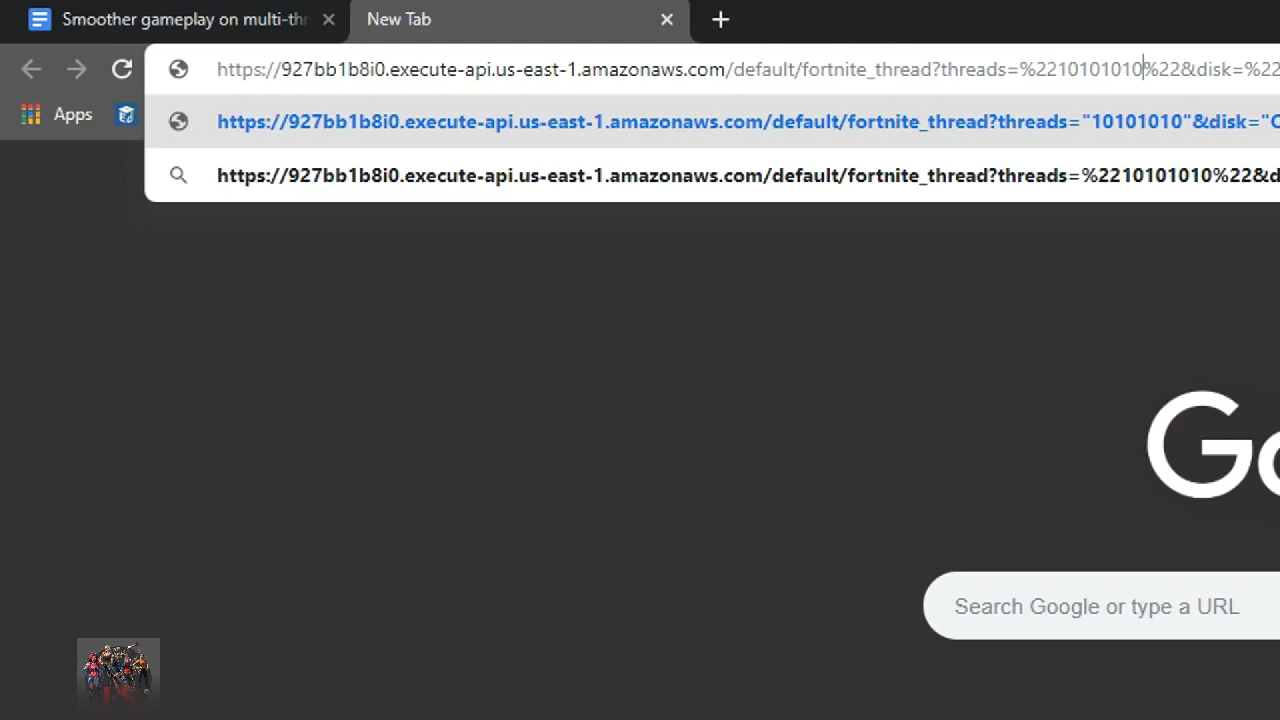 Smoother gameplay on multi-thr
New Tab
https://927bb1b8i0.execute-api.us-east-1.amazonaws.com/default/fortnite_thread?threads=%2210101010%22&disk=%22
Apps
https://927bb1b8i0.execute-api.us-east-1.amazonaws.com/default/fortnite_thread?threads="10101010"&disk="C
https://927bb1b8i0.execute-api.us-east-1.amazonaws.com/default/fortnite_thread?threads=%2210101010%22&d
Go
Search Google or type a URL